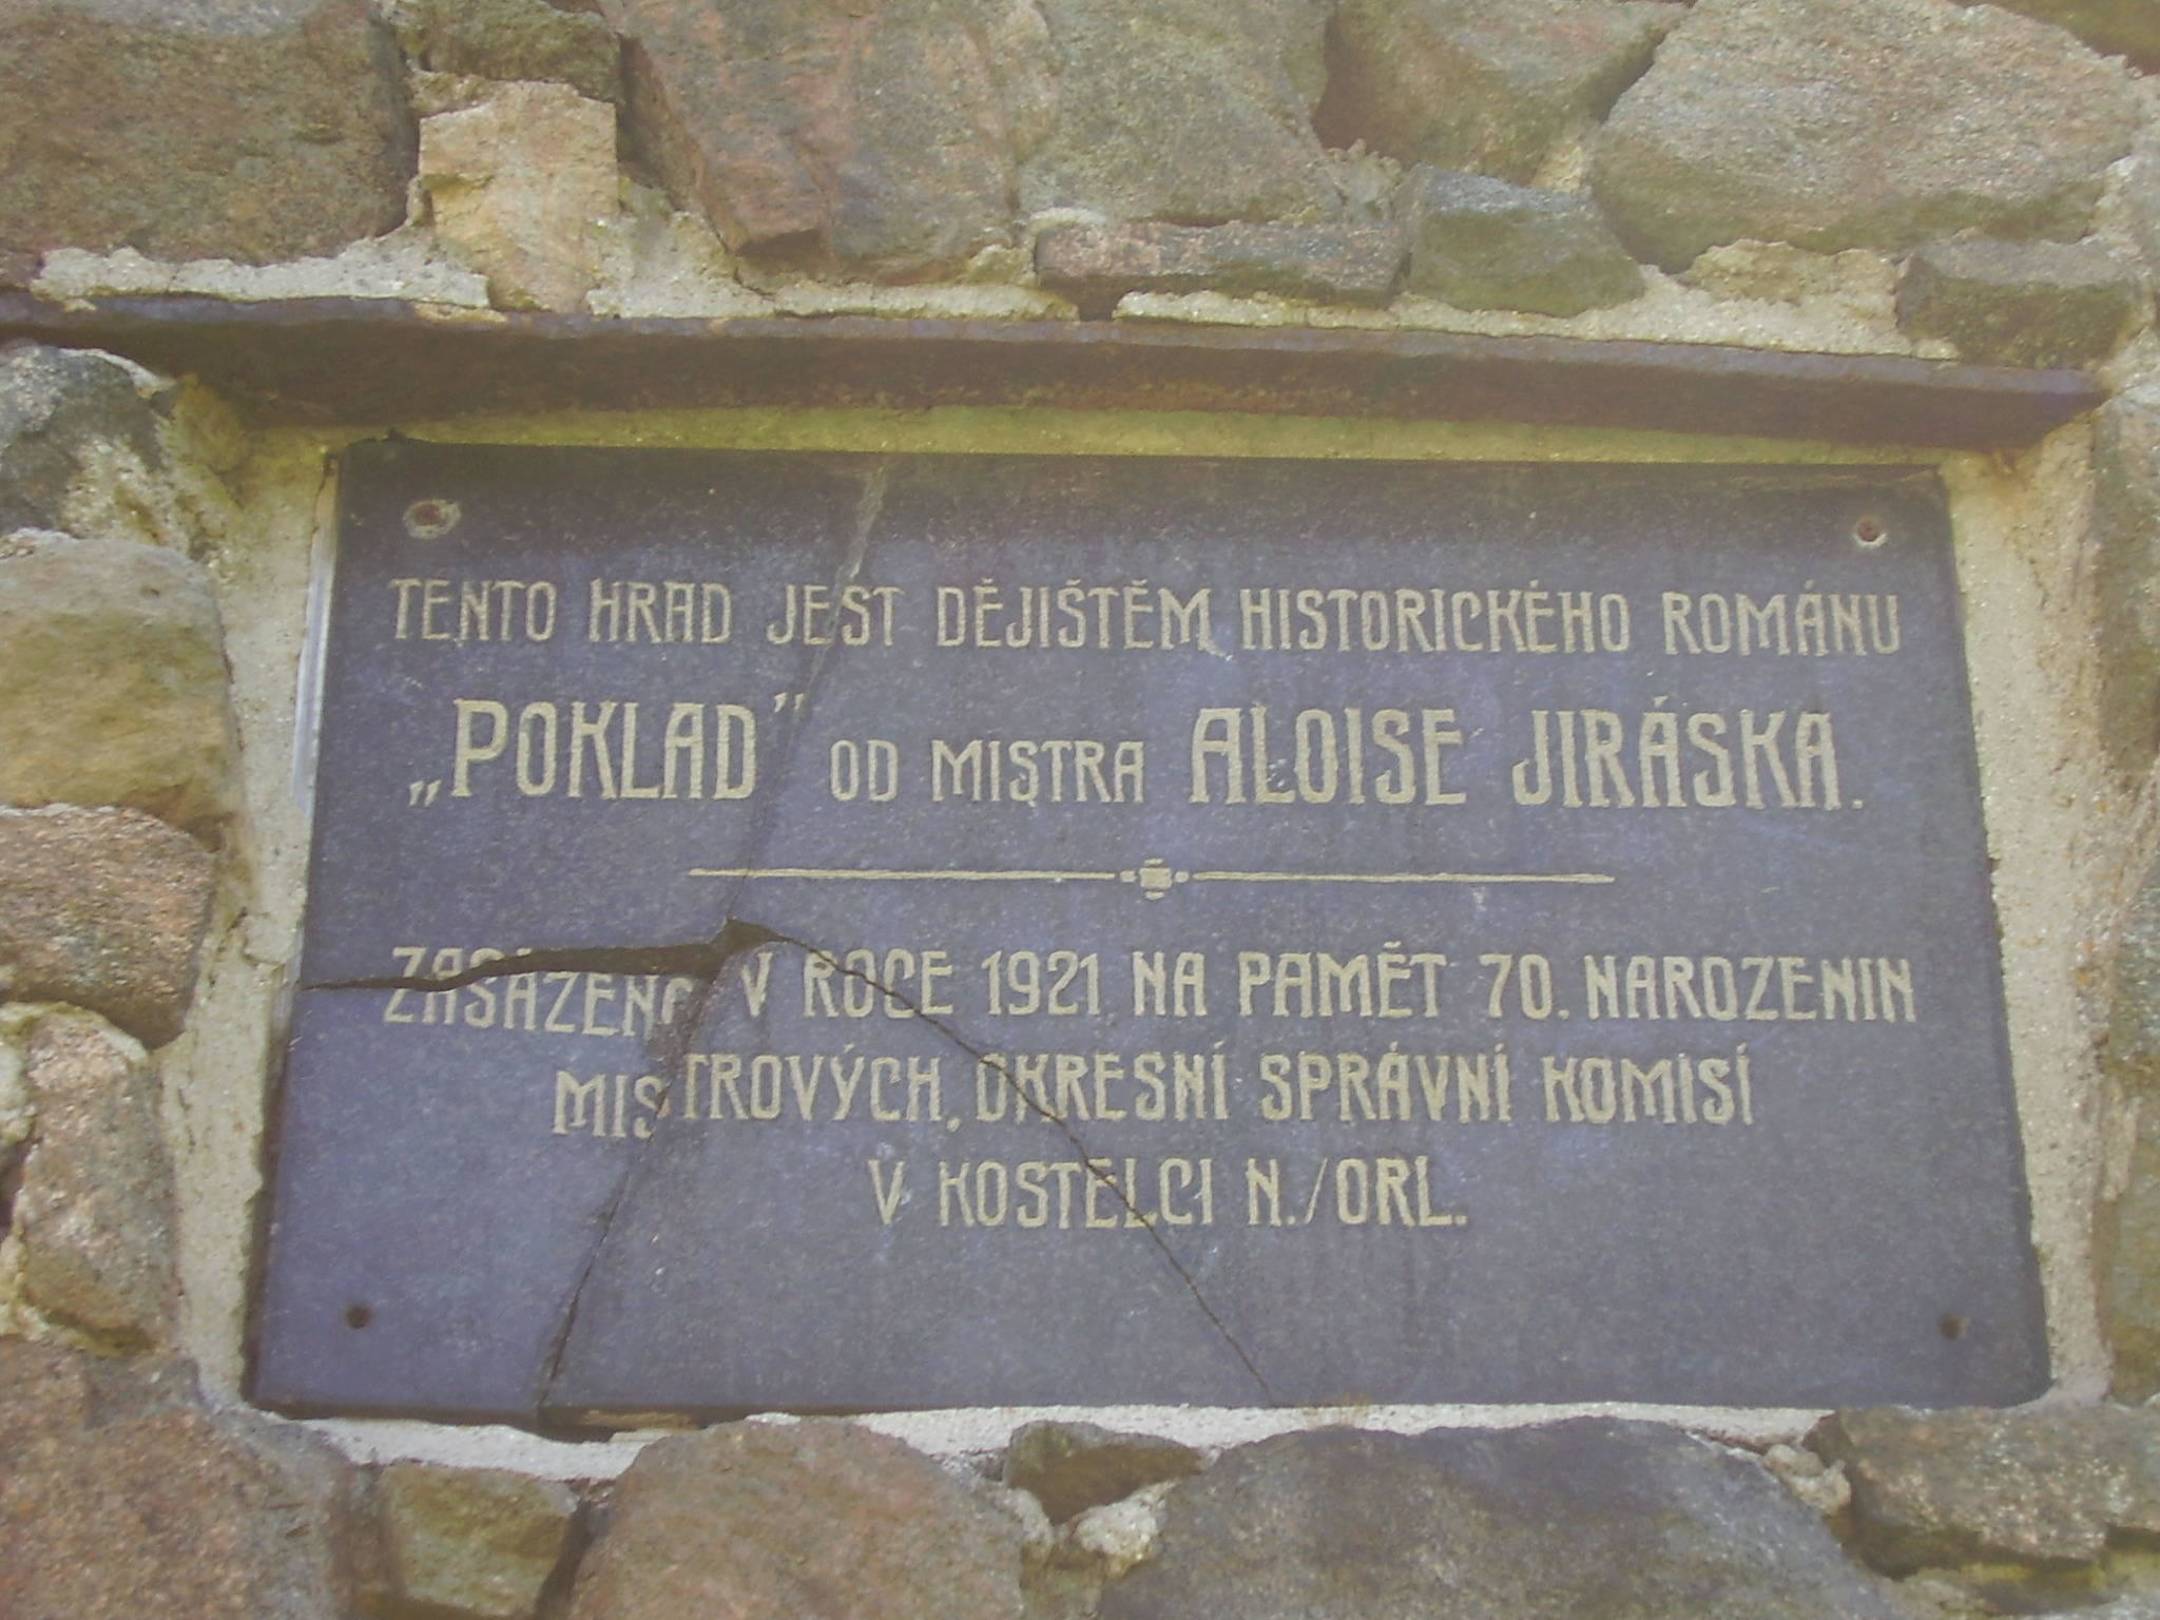 TENTO HRAD JEST DĚJIŠTĚM HISTORICKÉHO ROMÁNU
„POKLAD” OD MISTRA ALOISE JIRÁSKA.
ZASÁZENO V ROCE 1921 NA PAMĚT 70. NAROZENIN
MISTROVÝCH, OKRESNÍ SPRÁVNÍ KOMISÍ
V KOSTELCI N./ORL.